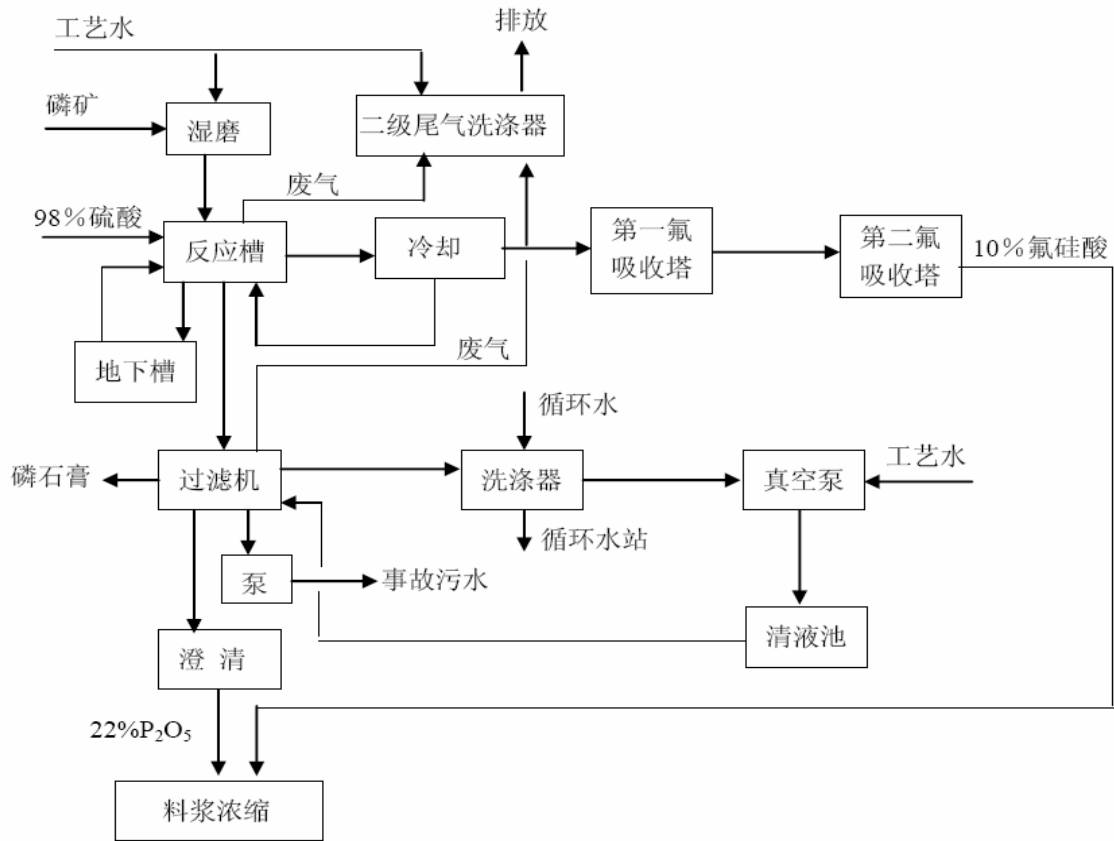 工艺水
排放
磷矿
湿磨
二级尾气洗涤器
废气
98％硫酸
反应槽
冷却
第一氟
吸收塔
第二氟
吸收塔
10％氟硅酸
地下槽
废气
循环水
磷石膏
过滤机
洗涤器
真空泵
工艺水
循环水站
泵
事故污水
清液池
澄 清
22%P₂O₅
料浆浓缩